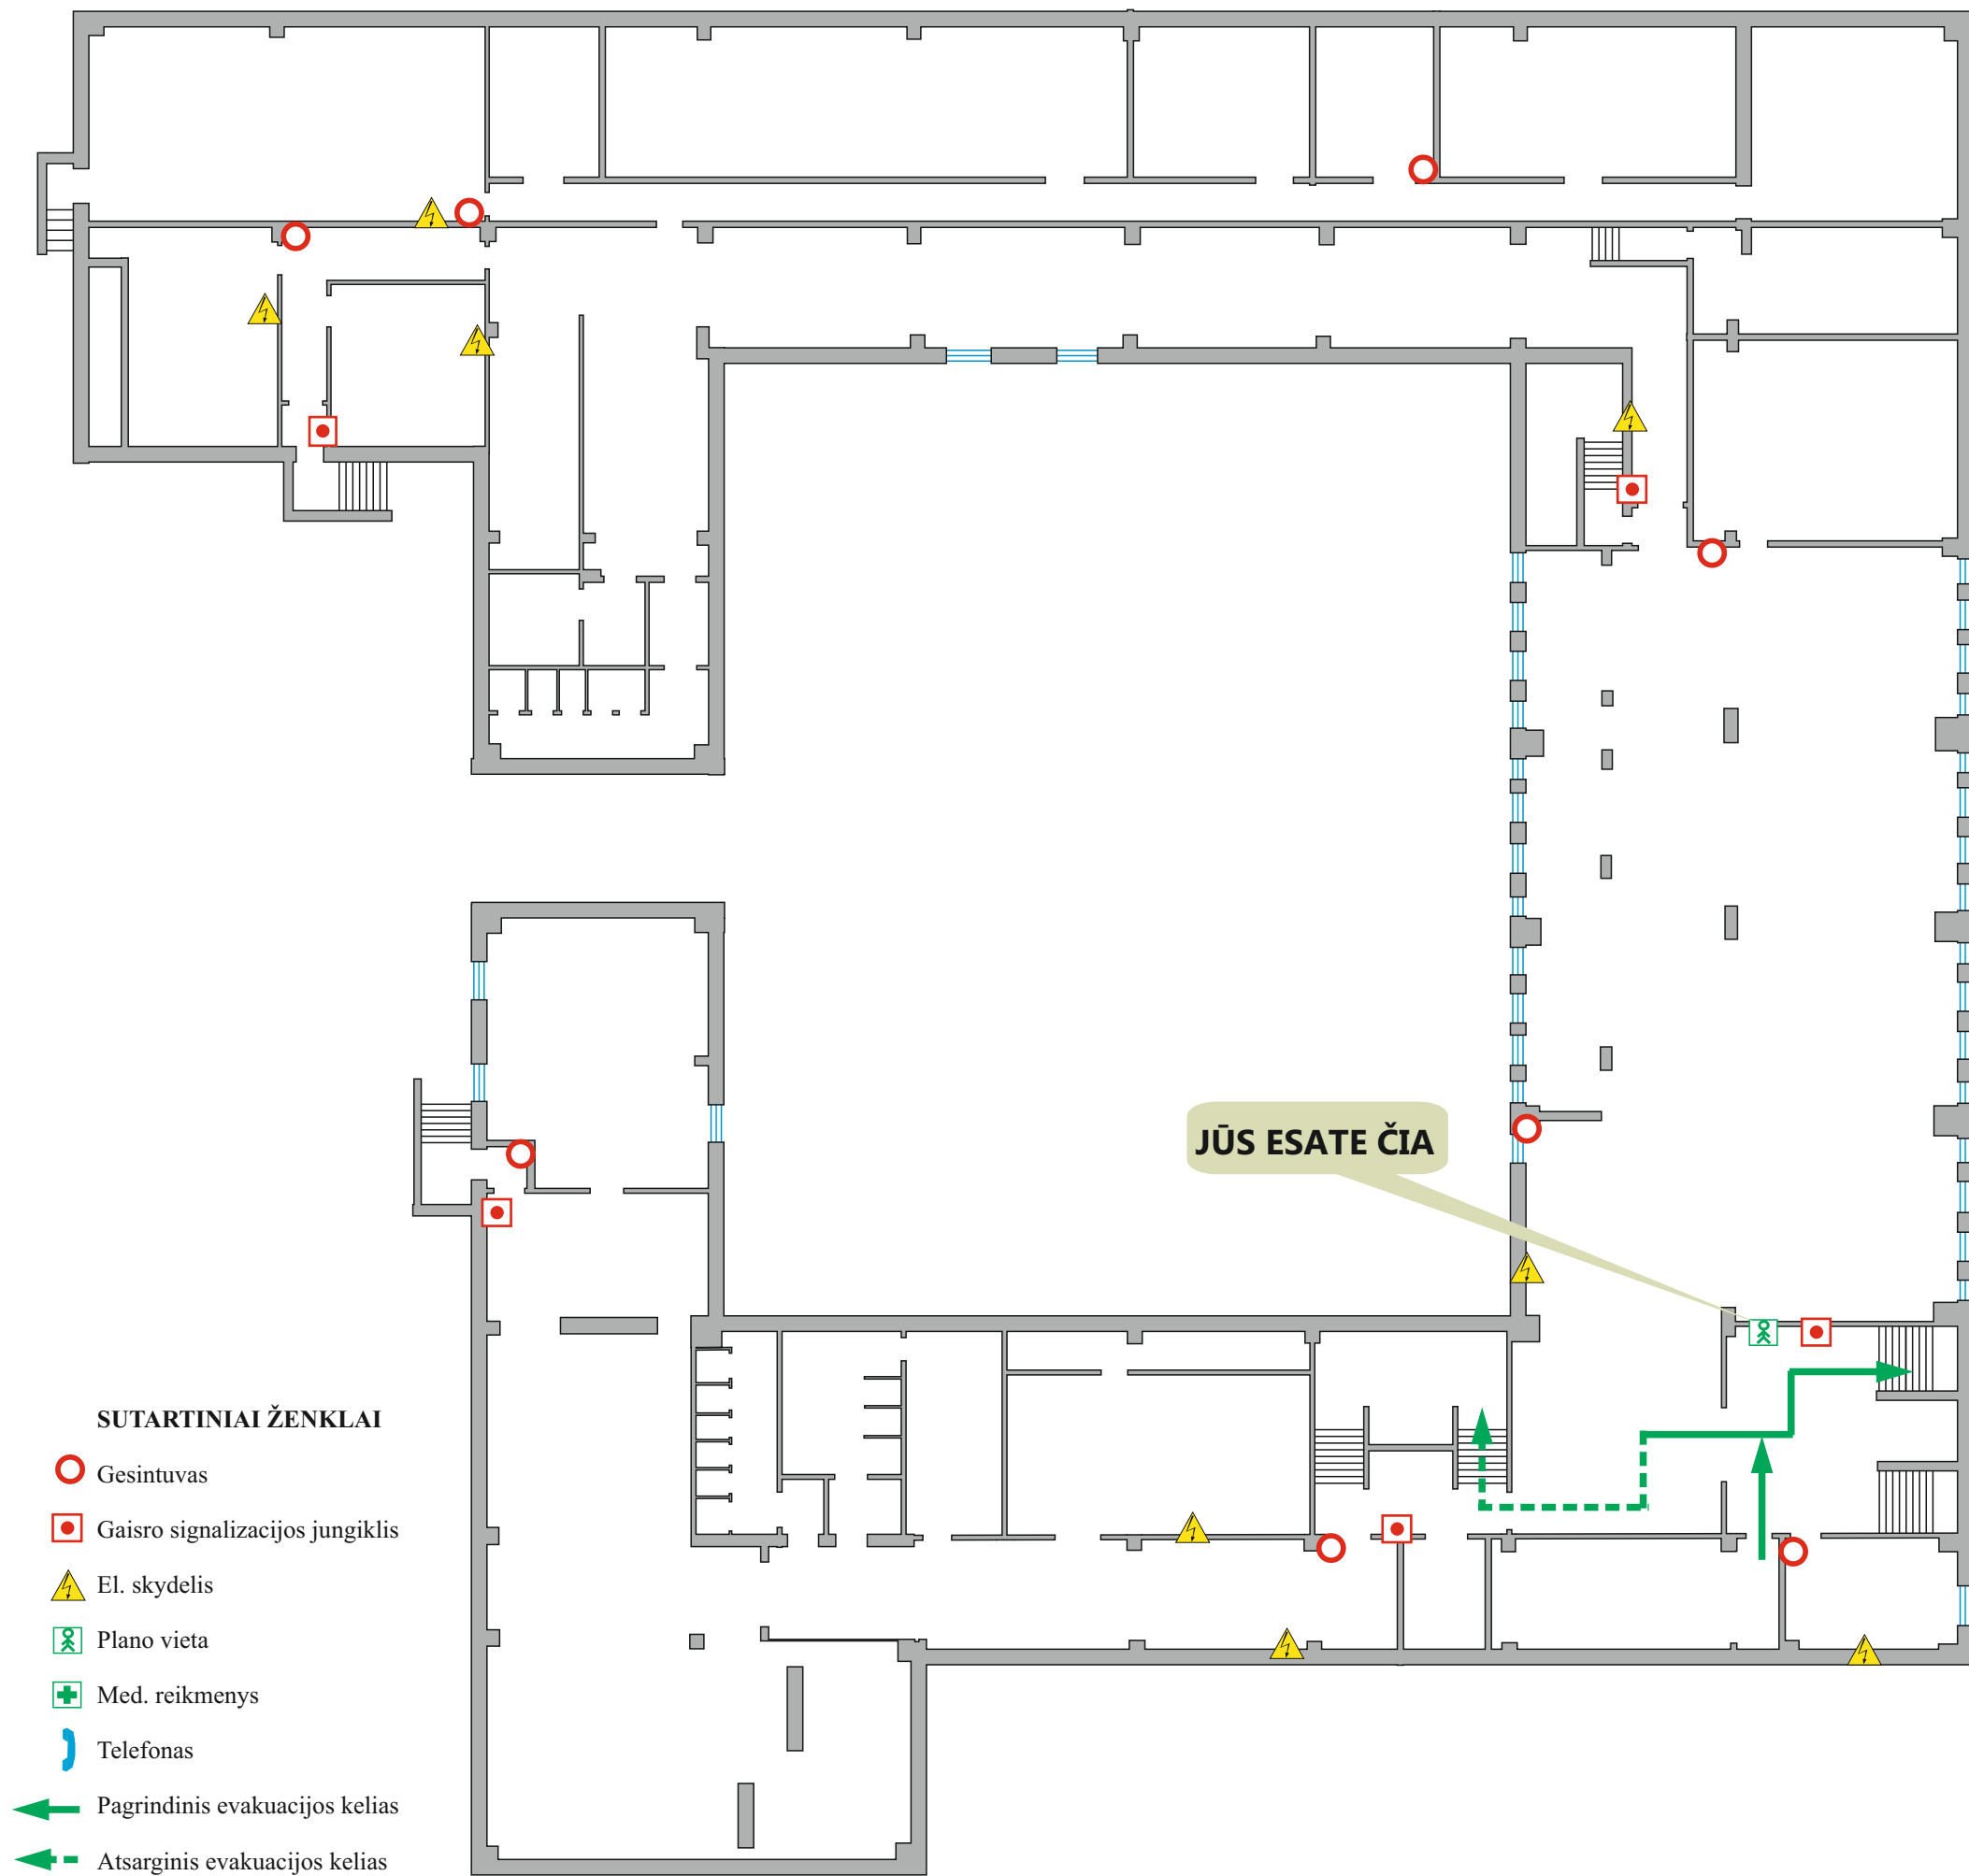 JŪS ESATE ČIA
SUTARTINIAI ŽENKLAI
Gesintuvas
Gaisro signalizacijos jungiklis
El. skydelis
Plano vieta
Med. reikmenys
Telefonas
Pagrindinis evakuacijos kelias
Atsarginis evakuacijos kelias